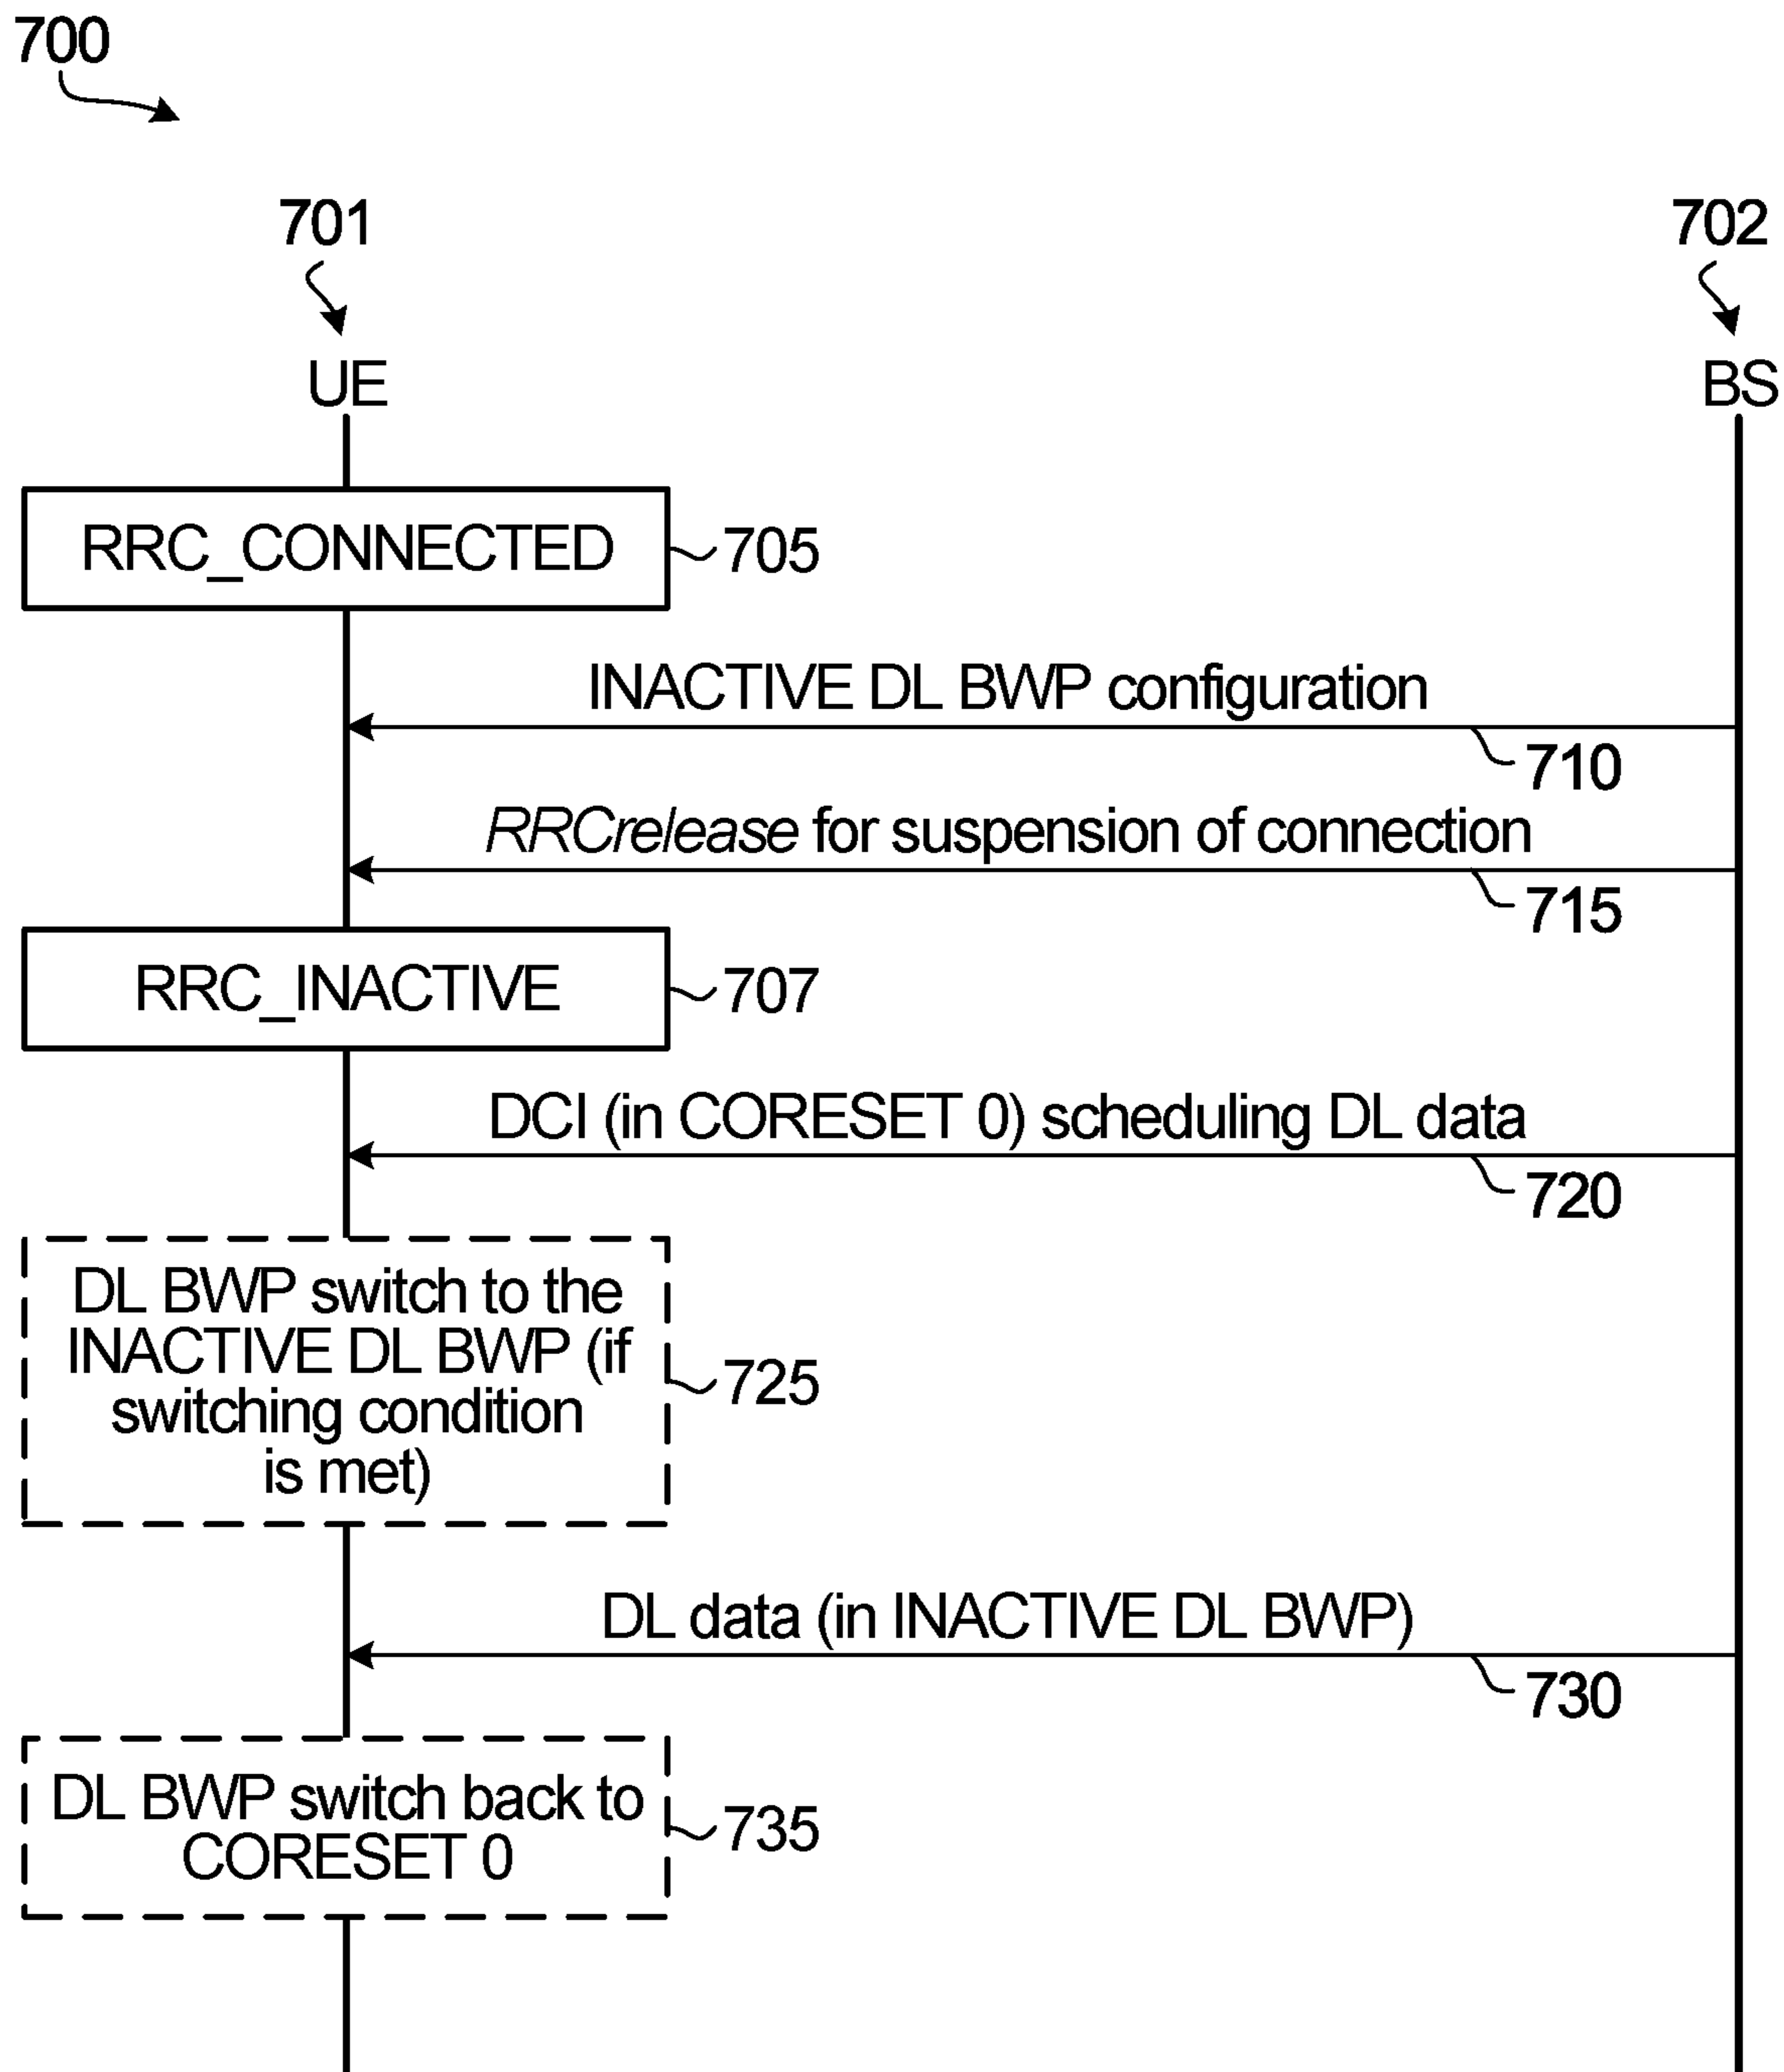 700
701
702
UE
BS
RRC_CONNECTED
705
INACTIVE DL BWP configuration
710
RRCrelease for suspension of connection
715
RRC_INACTIVE
707
DCI (in CORESET 0) scheduling DL data
720
DL BWP switch to the
INACTIVE DL BWP (if
switching condition
is met)
725
DL data (in INACTIVE DL BWP)
730
DL BWP switch back to
CORESET 0
735